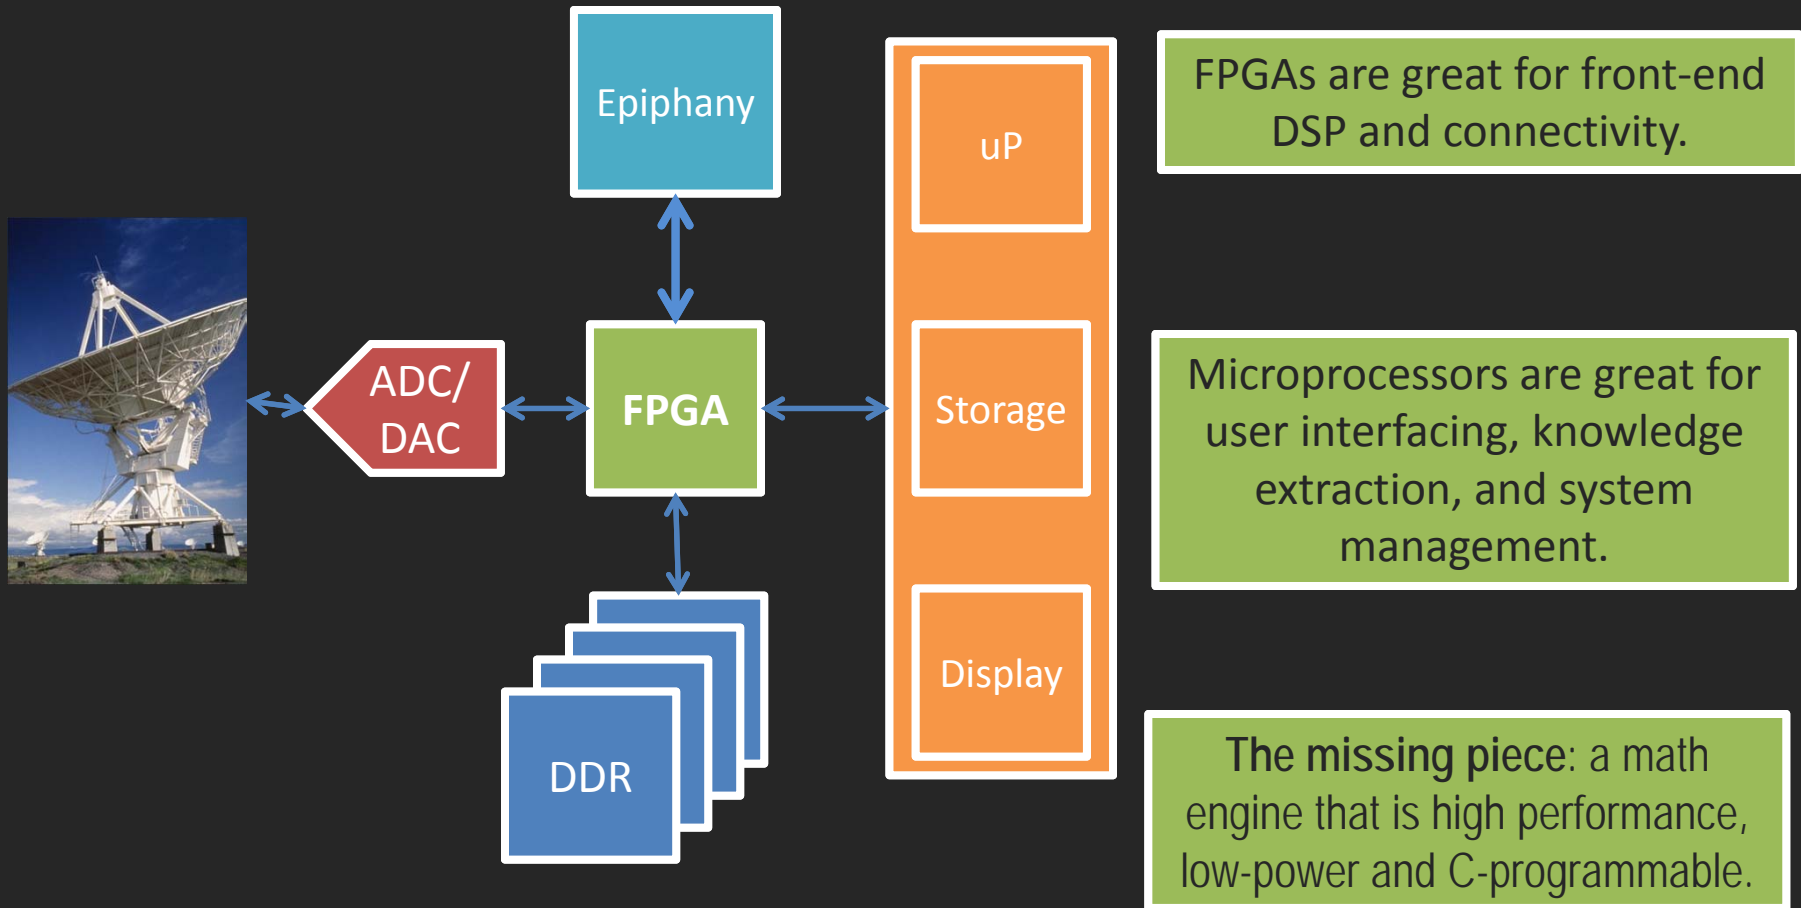 Epiphany
uP
FPGAs are great for front-end
DSP and connectivity.
ADC/
DAC
FPGA
Storage
Microprocessors are great for
user interfacing, knowledge
extraction, and system
management.
Display
DDR
The missing piece: a math
engine that is high performance,
low-power and C-programmable.